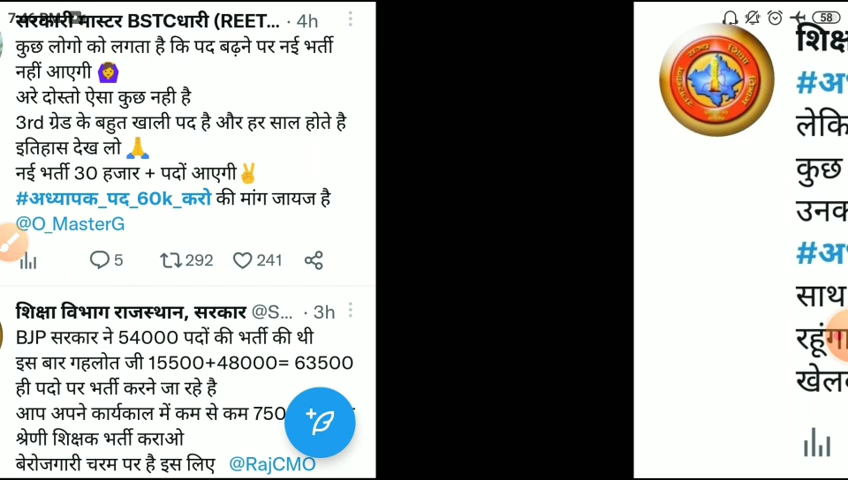 सरकारी मास्टर BSTCधारी (REET... · 4h
कुछ लोगो को लगता है कि पद बढ़ने पर नई भर्ती
नहीं आएगी 🙆‍♀️
अरे दोस्तो ऐसा कुछ नही है
3rd ग्रेड के बहुत खाली पद है और हर साल होते है
इतिहास देख लो 🙏
नई भर्ती 30 हजार + पदों आएगी✌️
#अध्यापक_पद_60k_करो की मांग जायज है
@O_MasterG
5 292 241
शिक्षा विभाग राजस्थान, सरकार @S... · 3h
BJP सरकार ने 54000 पदों की भर्ती की थी
इस बार गहलोत जी 15500+48000= 63500
ही पदो पर भर्ती करने जा रहे है
आप अपने कार्यकाल में कम से कम 750
श्रेणी शिक्षक भर्ती कराओ
बेरोजगारी चरम पर है इस लिए @RajCMO
58
लेकि
कुछ
उनक
साथ